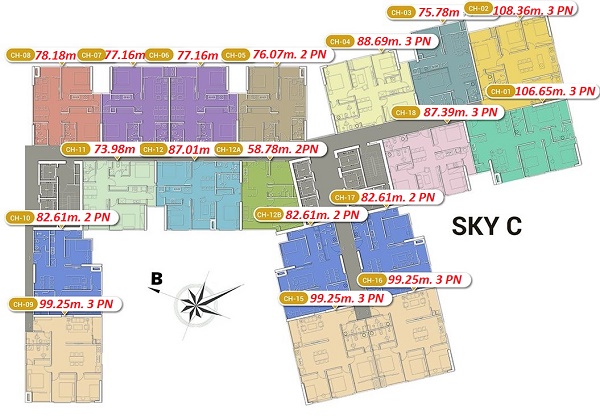 CH-03 75.78m
CH-02 108.36m. 3 PN
CH-04 88.69m. 3 PN
CH-08 78.18m
CH-07 77.16m
CH-06 77.16m
CH-05 76.07m. 2 PN
CH-01 106.65m. 3 PN
CH-18 87.39m. 3 PN
CH-11 73.98m
CH-12 87.01m
CH-12A 58.78m. 2PN
CH-17 82.61m. 2 PN
CH-10 82.61m. 2 PN
CH-12B 82.61m. 2 PN
SKY C
B
CH-16 99.25m. 3 PN
CH-09 99.25m. 3 PN
CH-15 99.25m. 3 PN